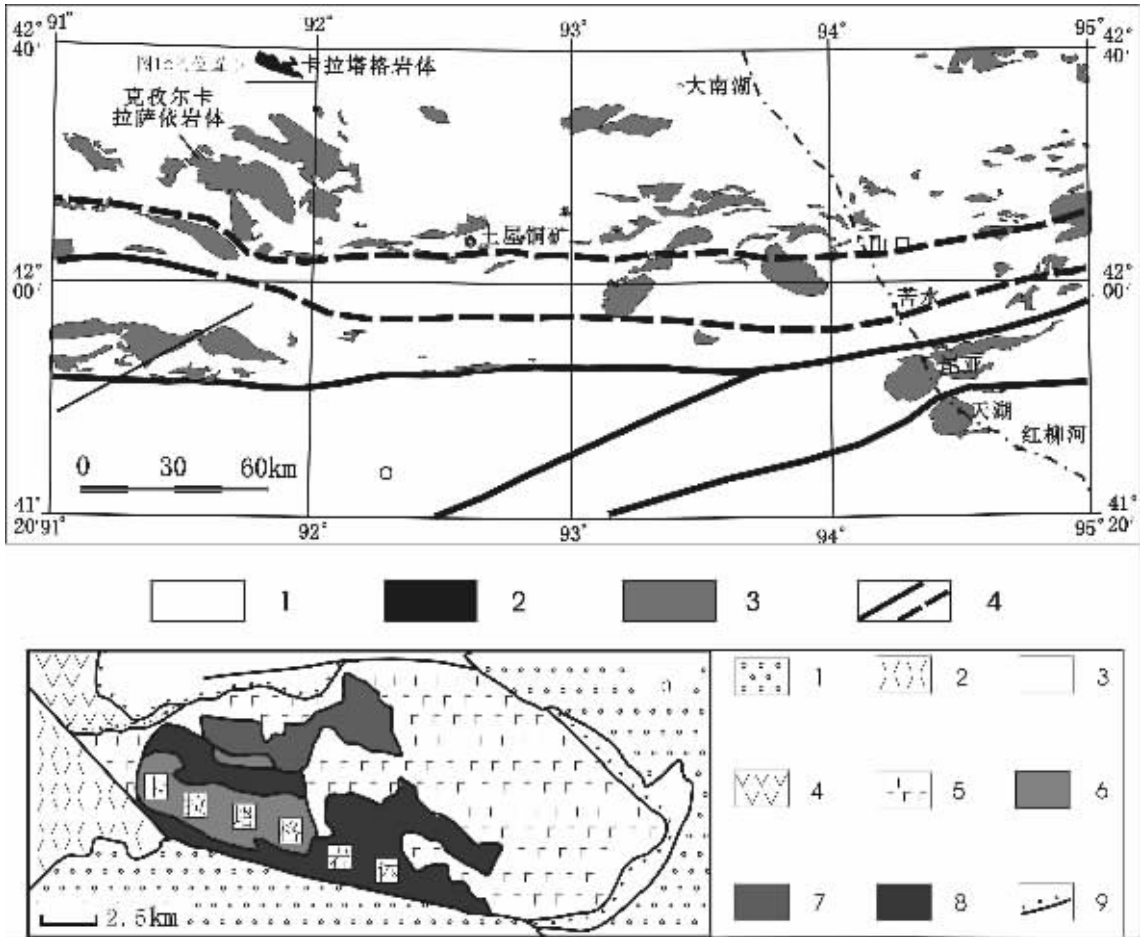 42° 91° 92° 93° 94° 95° 42°
40′ 40′
卡拉塔格岩体
克孜尔卡
拉萨依岩体
大南湖
土屋铜矿
山口
42° 42°
00′ 00′
苦水
天湖
红柳河
0 30 60km
41° 41°
20′ 91° 92° 93° 94° 95° 20′
1 2 3 4
1 2 3
4 5 6
卡 拉 塔 格 岩 体
7 8 9
2.5km